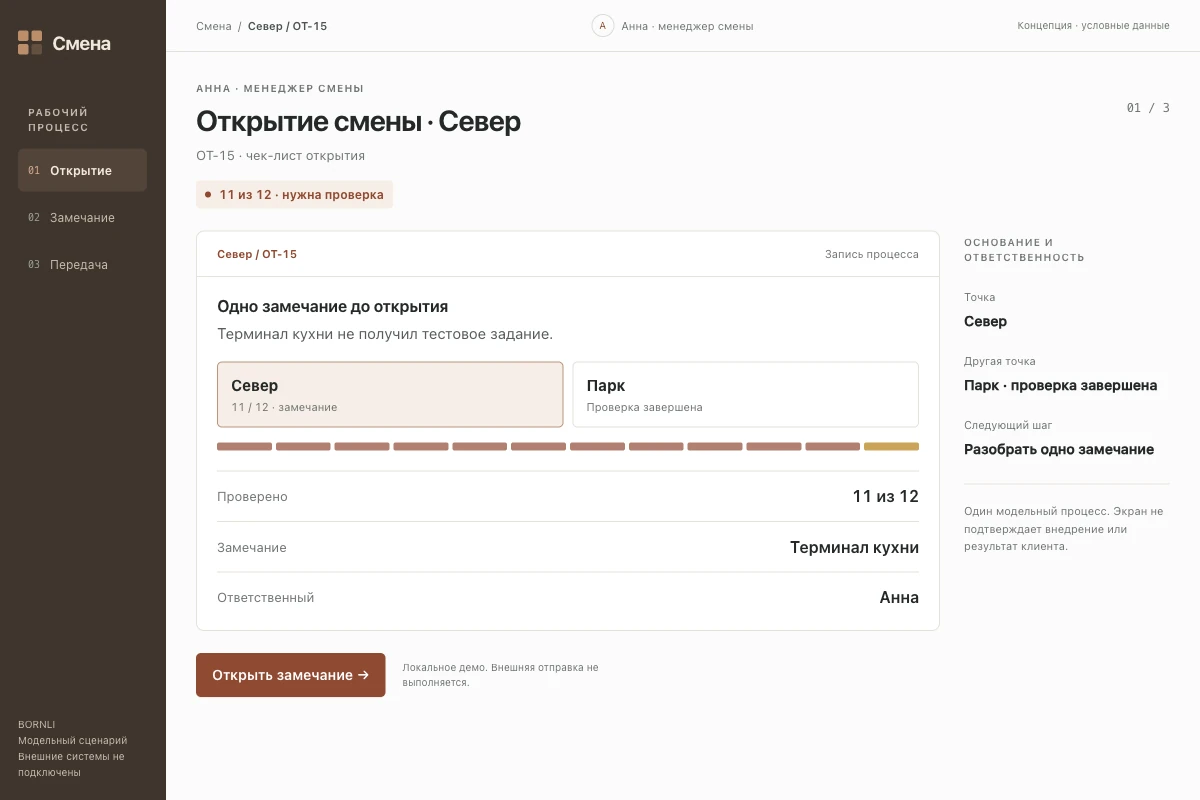 Смена
РАБОЧИЙ
ПРОЦЕСС
01 Открытие
02 Замечание
03 Передача
BORNLI
Модельный сценарий
Внешние системы не
подключены
Смена / Север / ОТ-15
А Анна · менеджер смены
Концепция · условные данные
АННА · МЕНЕДЖЕР СМЕНЫ
Открытие смены · Север
01 / 3
ОТ-15 · чек-лист открытия
11 из 12 · нужна проверка
Север / ОТ-15
Запись процесса
Одно замечание до открытия
Терминал кухни не получил тестовое задание.
Север
11 / 12 · замечание
Парк
Проверка завершена
Проверено
11 из 12
Замечание
Терминал кухни
Ответственный
Анна
Открыть замечание →
Локальное демо. Внешняя отправка не
выполняется.
ОСНОВАНИЕ И
ОТВЕТСТВЕННОСТЬ
Точка
Север
Другая точка
Парк · проверка завершена
Следующий шаг
Разобрать одно замечание
Один модельный процесс. Экран не
подтверждает внедрение или
результат клиента.